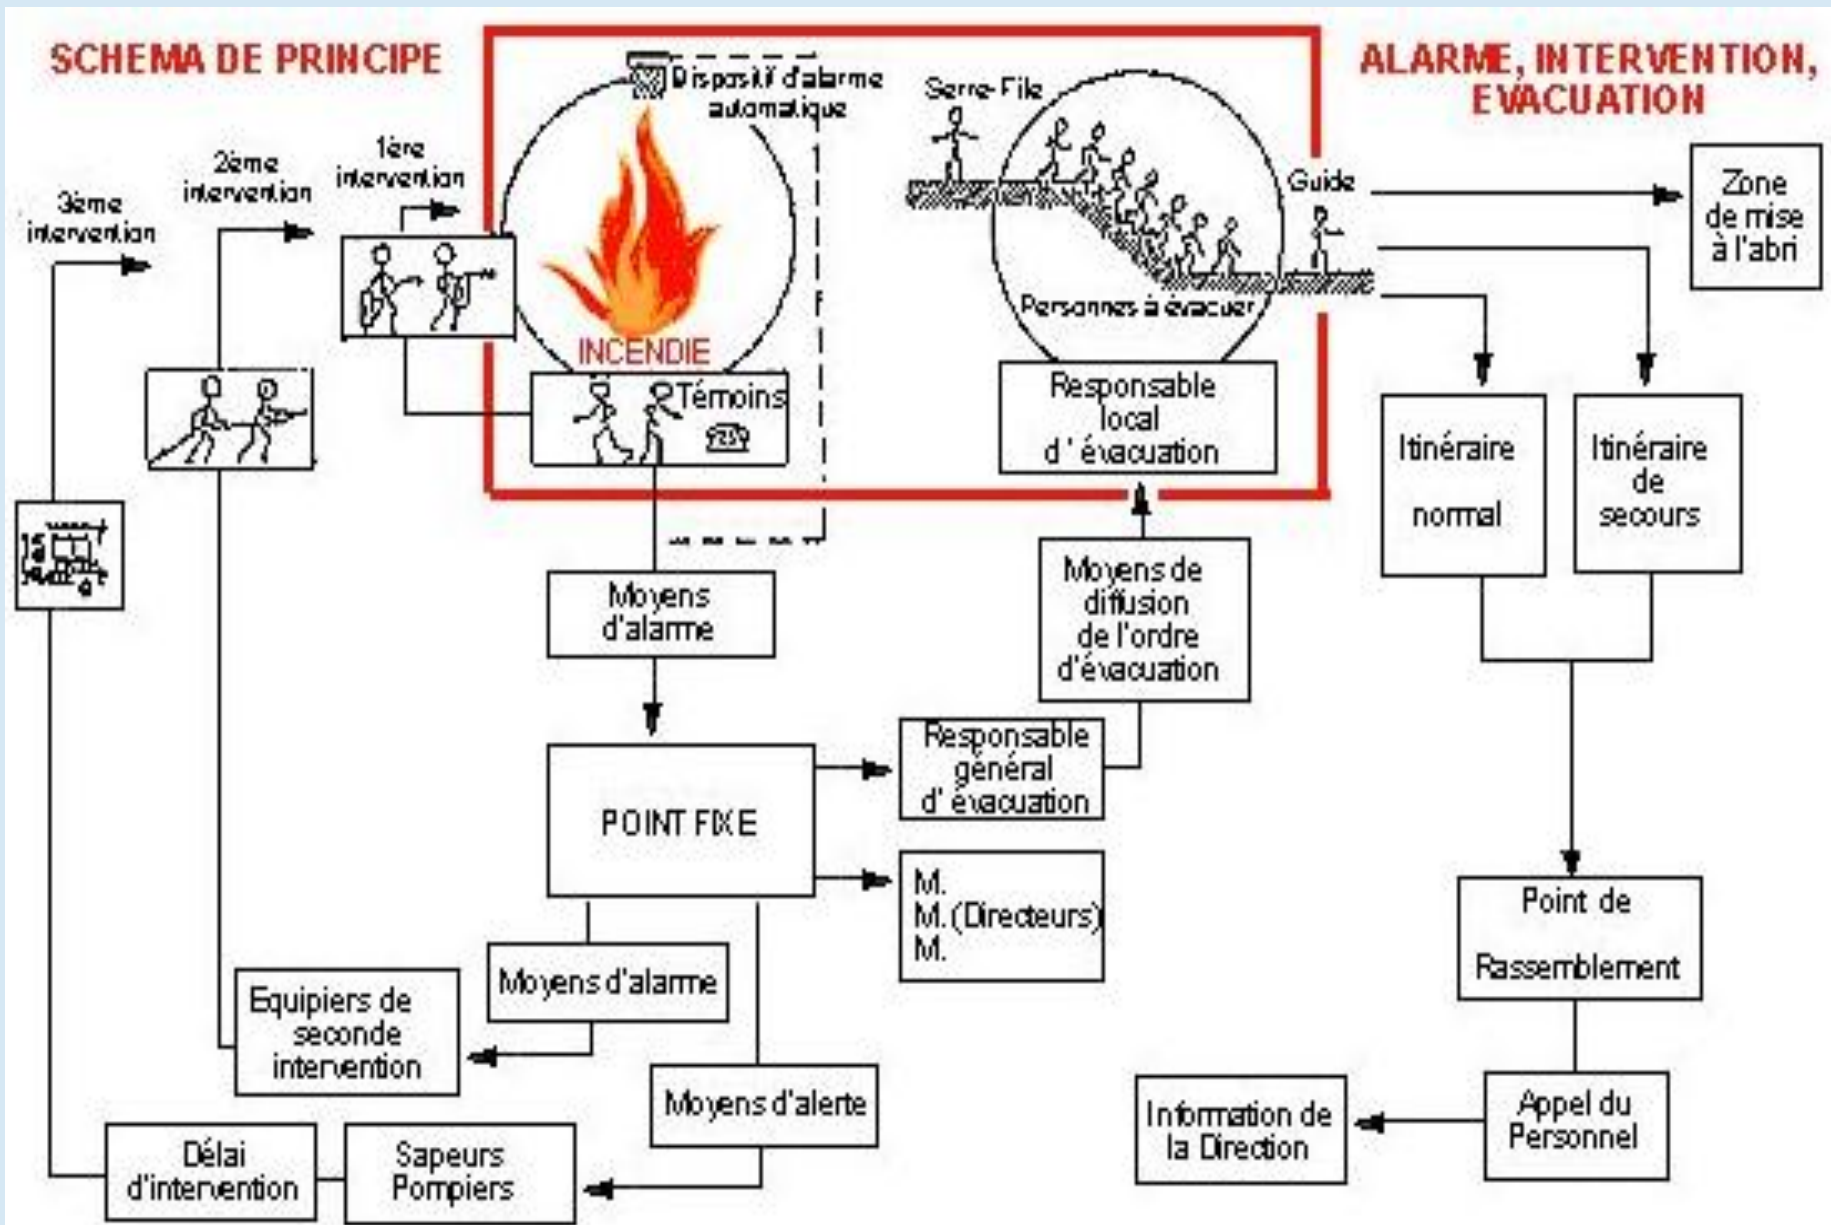 SCHEMA DE PRINCIPE
ALARME, INTERVENTION,
EVACUATION
Dispositif d'alarme
automatique
Serre-File
1ère
intervention
2ème
intervention
3ème
intervention
Guide
Zone
de mise
à l'abri
Personnes à évacuer
INCENDIE
Témoins
Responsable
local
d'évacuation
Itinéraire
normal
Itinéraire
de
secours
Moyens
d'alarme
Moyens de
diffusion
de l'ordre
d'évacuation
Responsable
général
d'évacuation
POINT FIXE
M.
M. (Directeurs)
M.
Moyens d'alarme
Equipiers de
seconde
intervention
Moyens d'alerte
Sapeurs
Pompiers
Délai
d'intervention
Point de
Rassemblement
Appel du
Personnel
Information de
la Direction